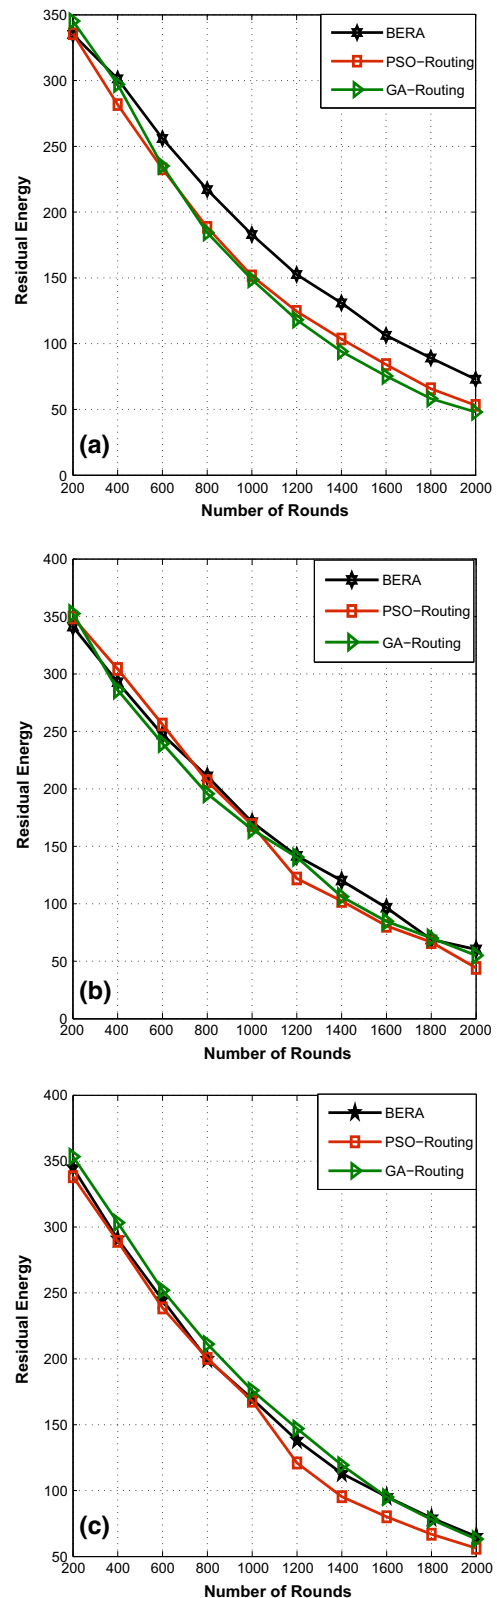 350
300
250
200
150
100
50
0
Residual Energy
BERA
PSO−Routing
GA−Routing
(a)
200 400 600 800 1000 1200 1400 1600 1800 2000
Number of Rounds
400
350
300
250
200
150
100
50
0
Residual Energy
BERA
PSO−Routing
GA−Routing
(b)
200 400 600 800 1000 1200 1400 1600 1800 2000
Number of Rounds
400
350
300
250
200
150
100
50
Residual Energy
BERA
PSO−Routing
GA−Routing
(c)
200 400 600 800 1000 1200 1400 1600 1800 2000
Number of Rounds